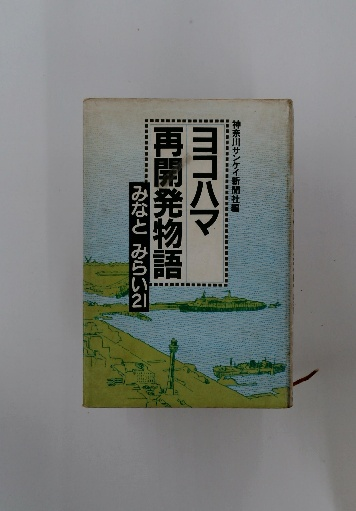 神奈川サンケイ新聞社編
ヨコハマ
再開発物語
みなと みらい21